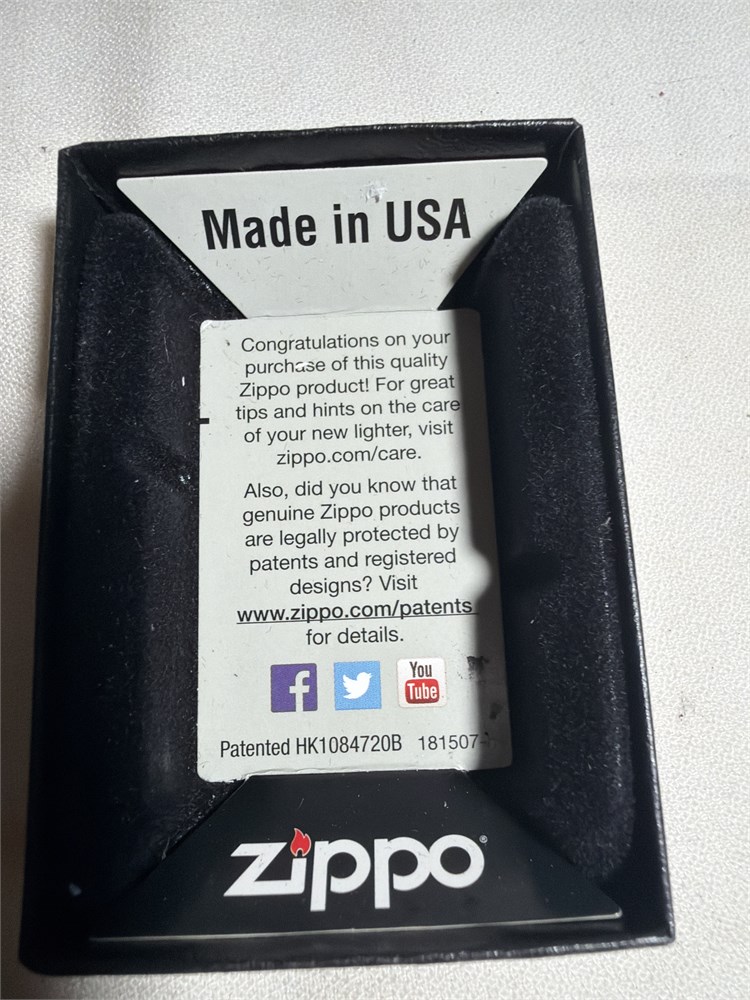 Made in USA
Congratulations on your
purchase of this quality
Zippo product! For great
tips and hints on the care
of your new lighter, visit
zippo.com/care.
Also, did you know that
genuine Zippo products
are legally protected by
patents and registered
designs? Visit
www.zippo.com/patents
for details.
f
You
Tube
Patented HK1084720B 181507-
zippo®